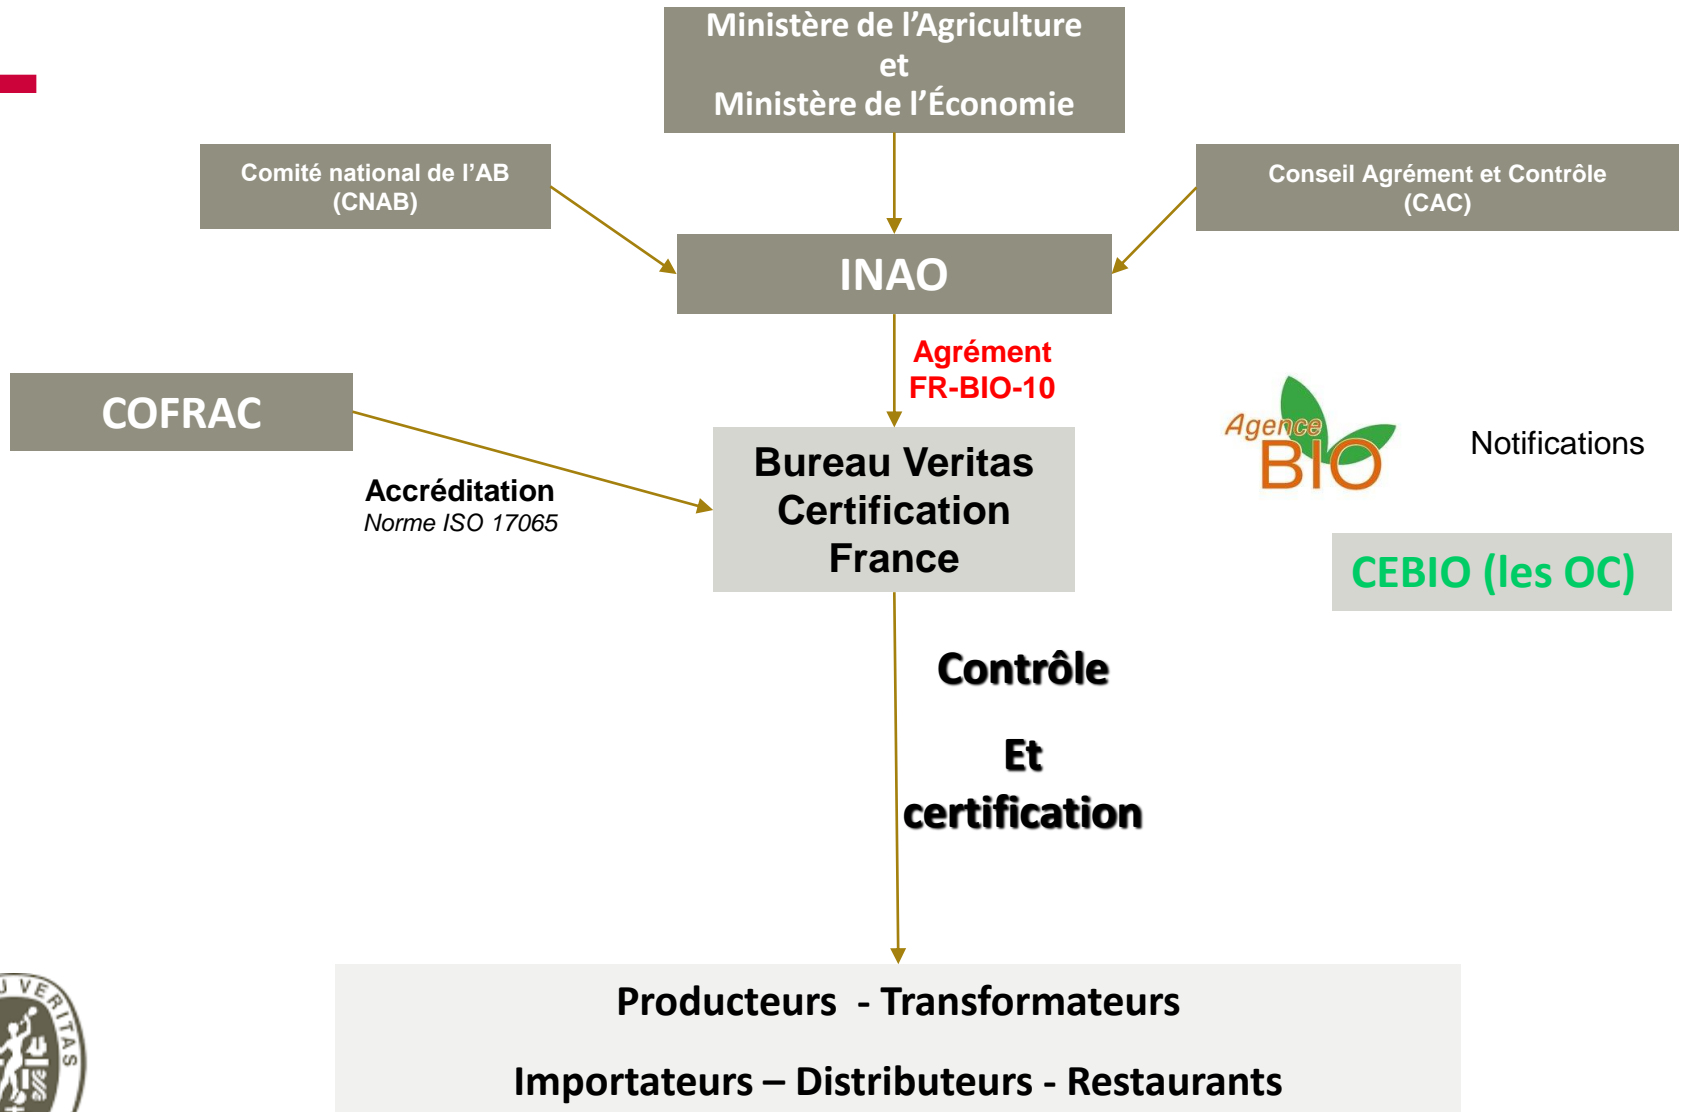 Ministère de l'Agriculture
et
Ministère de l'Économie
Comité national de l'AB
(CNAB)
Conseil Agrément et Contrôle
(CAC)
INAO
Agrément
FR-BIO-10
COFRAC
Accréditation
Norme ISO 17065
Bureau Veritas
Certification
France
Agence
BIO
Notifications
CEBIO (les OC)
Contrôle
Et
certification
Producteurs - Transformateurs
Importateurs – Distributeurs - Restaurants
VERITAS